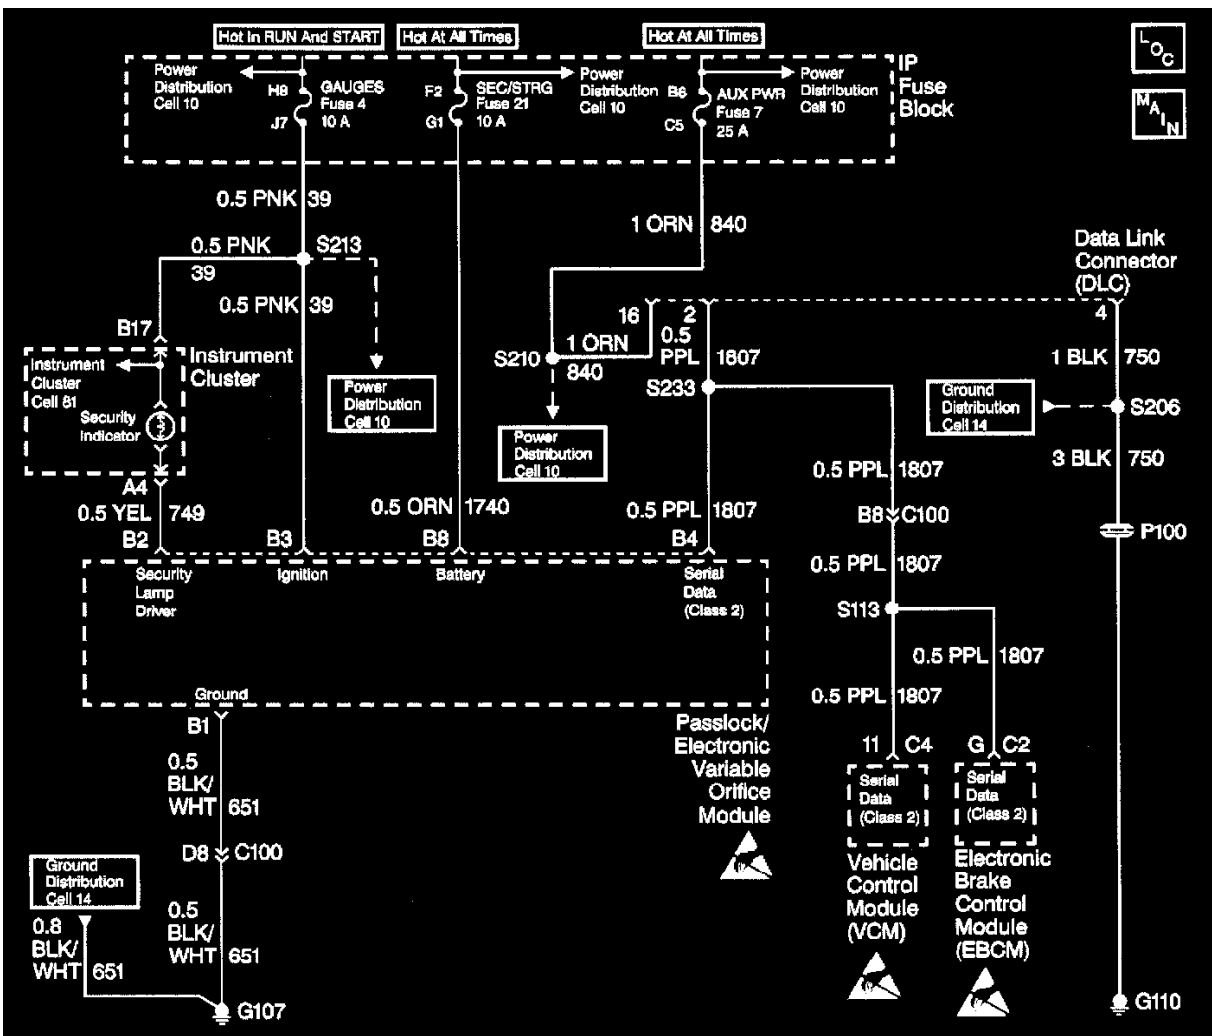 Hot in RUN And START
Hot At All Times
Hot At All Times
LOC
MAIN
IP
Fuse
Block
Power
Distribution
Cell 10
H9
J7
GAUGES
Fuse 4
10 A
F2
G1
SEC/STRG
Fuse 21
10 A
Power
Distribution
Cell 10
B6
C5
AUX PWR
Fuse 7
25 A
Power
Distribution
Cell 10
0.5 PNK 39
1 ORN 840
0.5 PNK
39
S213
0.5 PNK 39
Data Link
Connector
(DLC)
16
2
4
B17
Instrument
Cluster
Cell 81
Security
Indicator
Instrument
Cluster
A4
0.5 YEL 749
Power
Distribution
Cell 10
S210
1 ORN
840
Power
Distribution
Cell 10
0.5
PPL 1807
S233
1 BLK 750
Ground
Distribution
Cell 14
S206
3 BLK 750
P100
0.5 ORN 1740
0.5 PPL 1807
0.5 PPL 1807
B8 C100
0.5 PPL 1807
S113
0.5 PPL 1807
0.5 PPL 1807
B2
B3
B8
B4
Security
Lamp
Driver
Ignition
Battery
Serial
Data
(Class 2)
Ground
B1
Passlock/
Electronic
Variable
Orifice
Module
11 C4
G C2
Serial
Data
(Class 2)
Serial
Data
(Class 2)
Vehicle
Control
Module
(VCM)
Electronic
Brake
Control
Module
(EBCM)
0.5
BLK/
WHT 651
D8 C100
Ground
Distribution
Cell 14
0.8
BLK/
WHT 651
0.5
BLK/
WHT 651
G107
G110